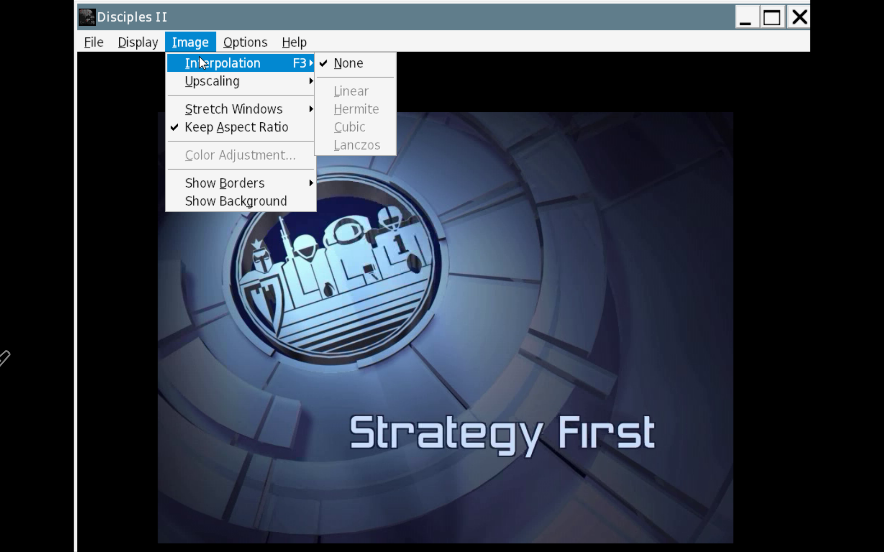 Disciples II
File Display Image Options Help
Interpolation F3
Upscaling
Stretch Windows
Keep Aspect Ratio
Color Adjustment...
Show Borders
Show Background
None
Linear
Hermite
Cubic
Lanczos
1
Strategy First